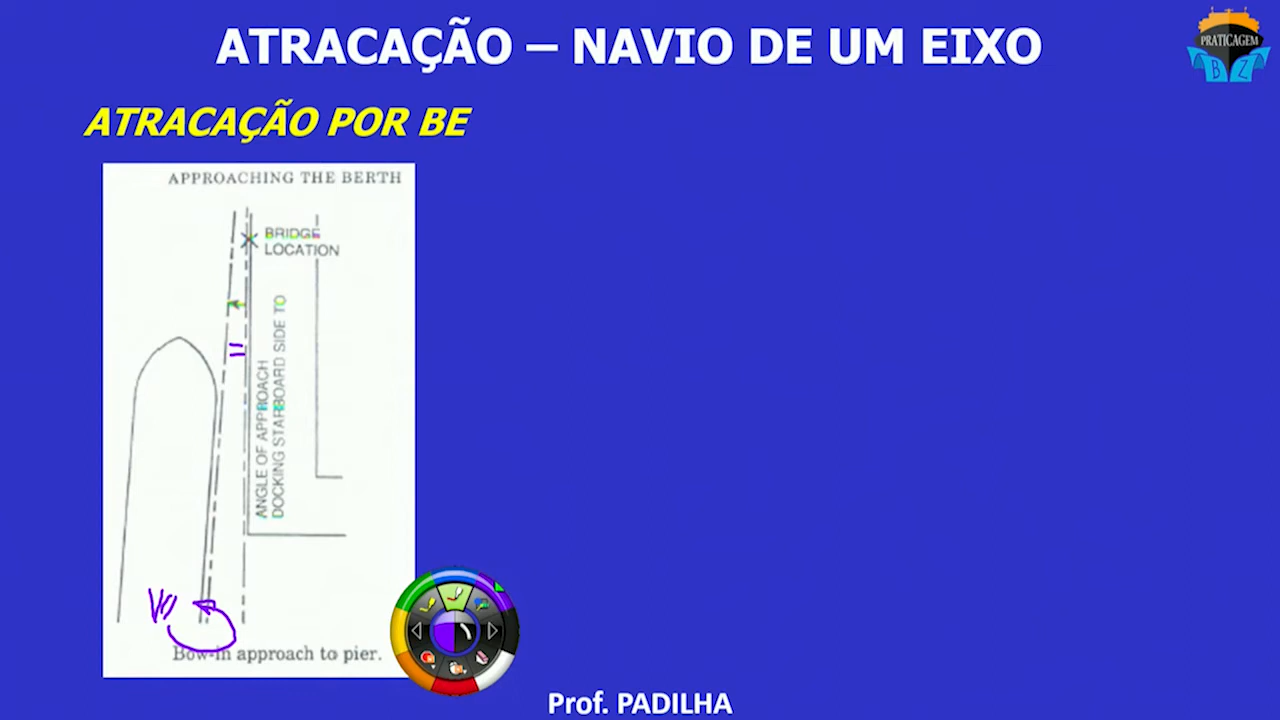 ATRACAÇÃO – NAVIO DE UM EIXO
PRATICAGEM
B Z
ATRACAÇÃO POR BE
APPROACHING THE BERTH
BRIDGE
LOCATION
ANGLE OF APPROACH
DOCKING STARBOARD SIDE TO
Bow-in approach to pier.
Prof. PADILHA